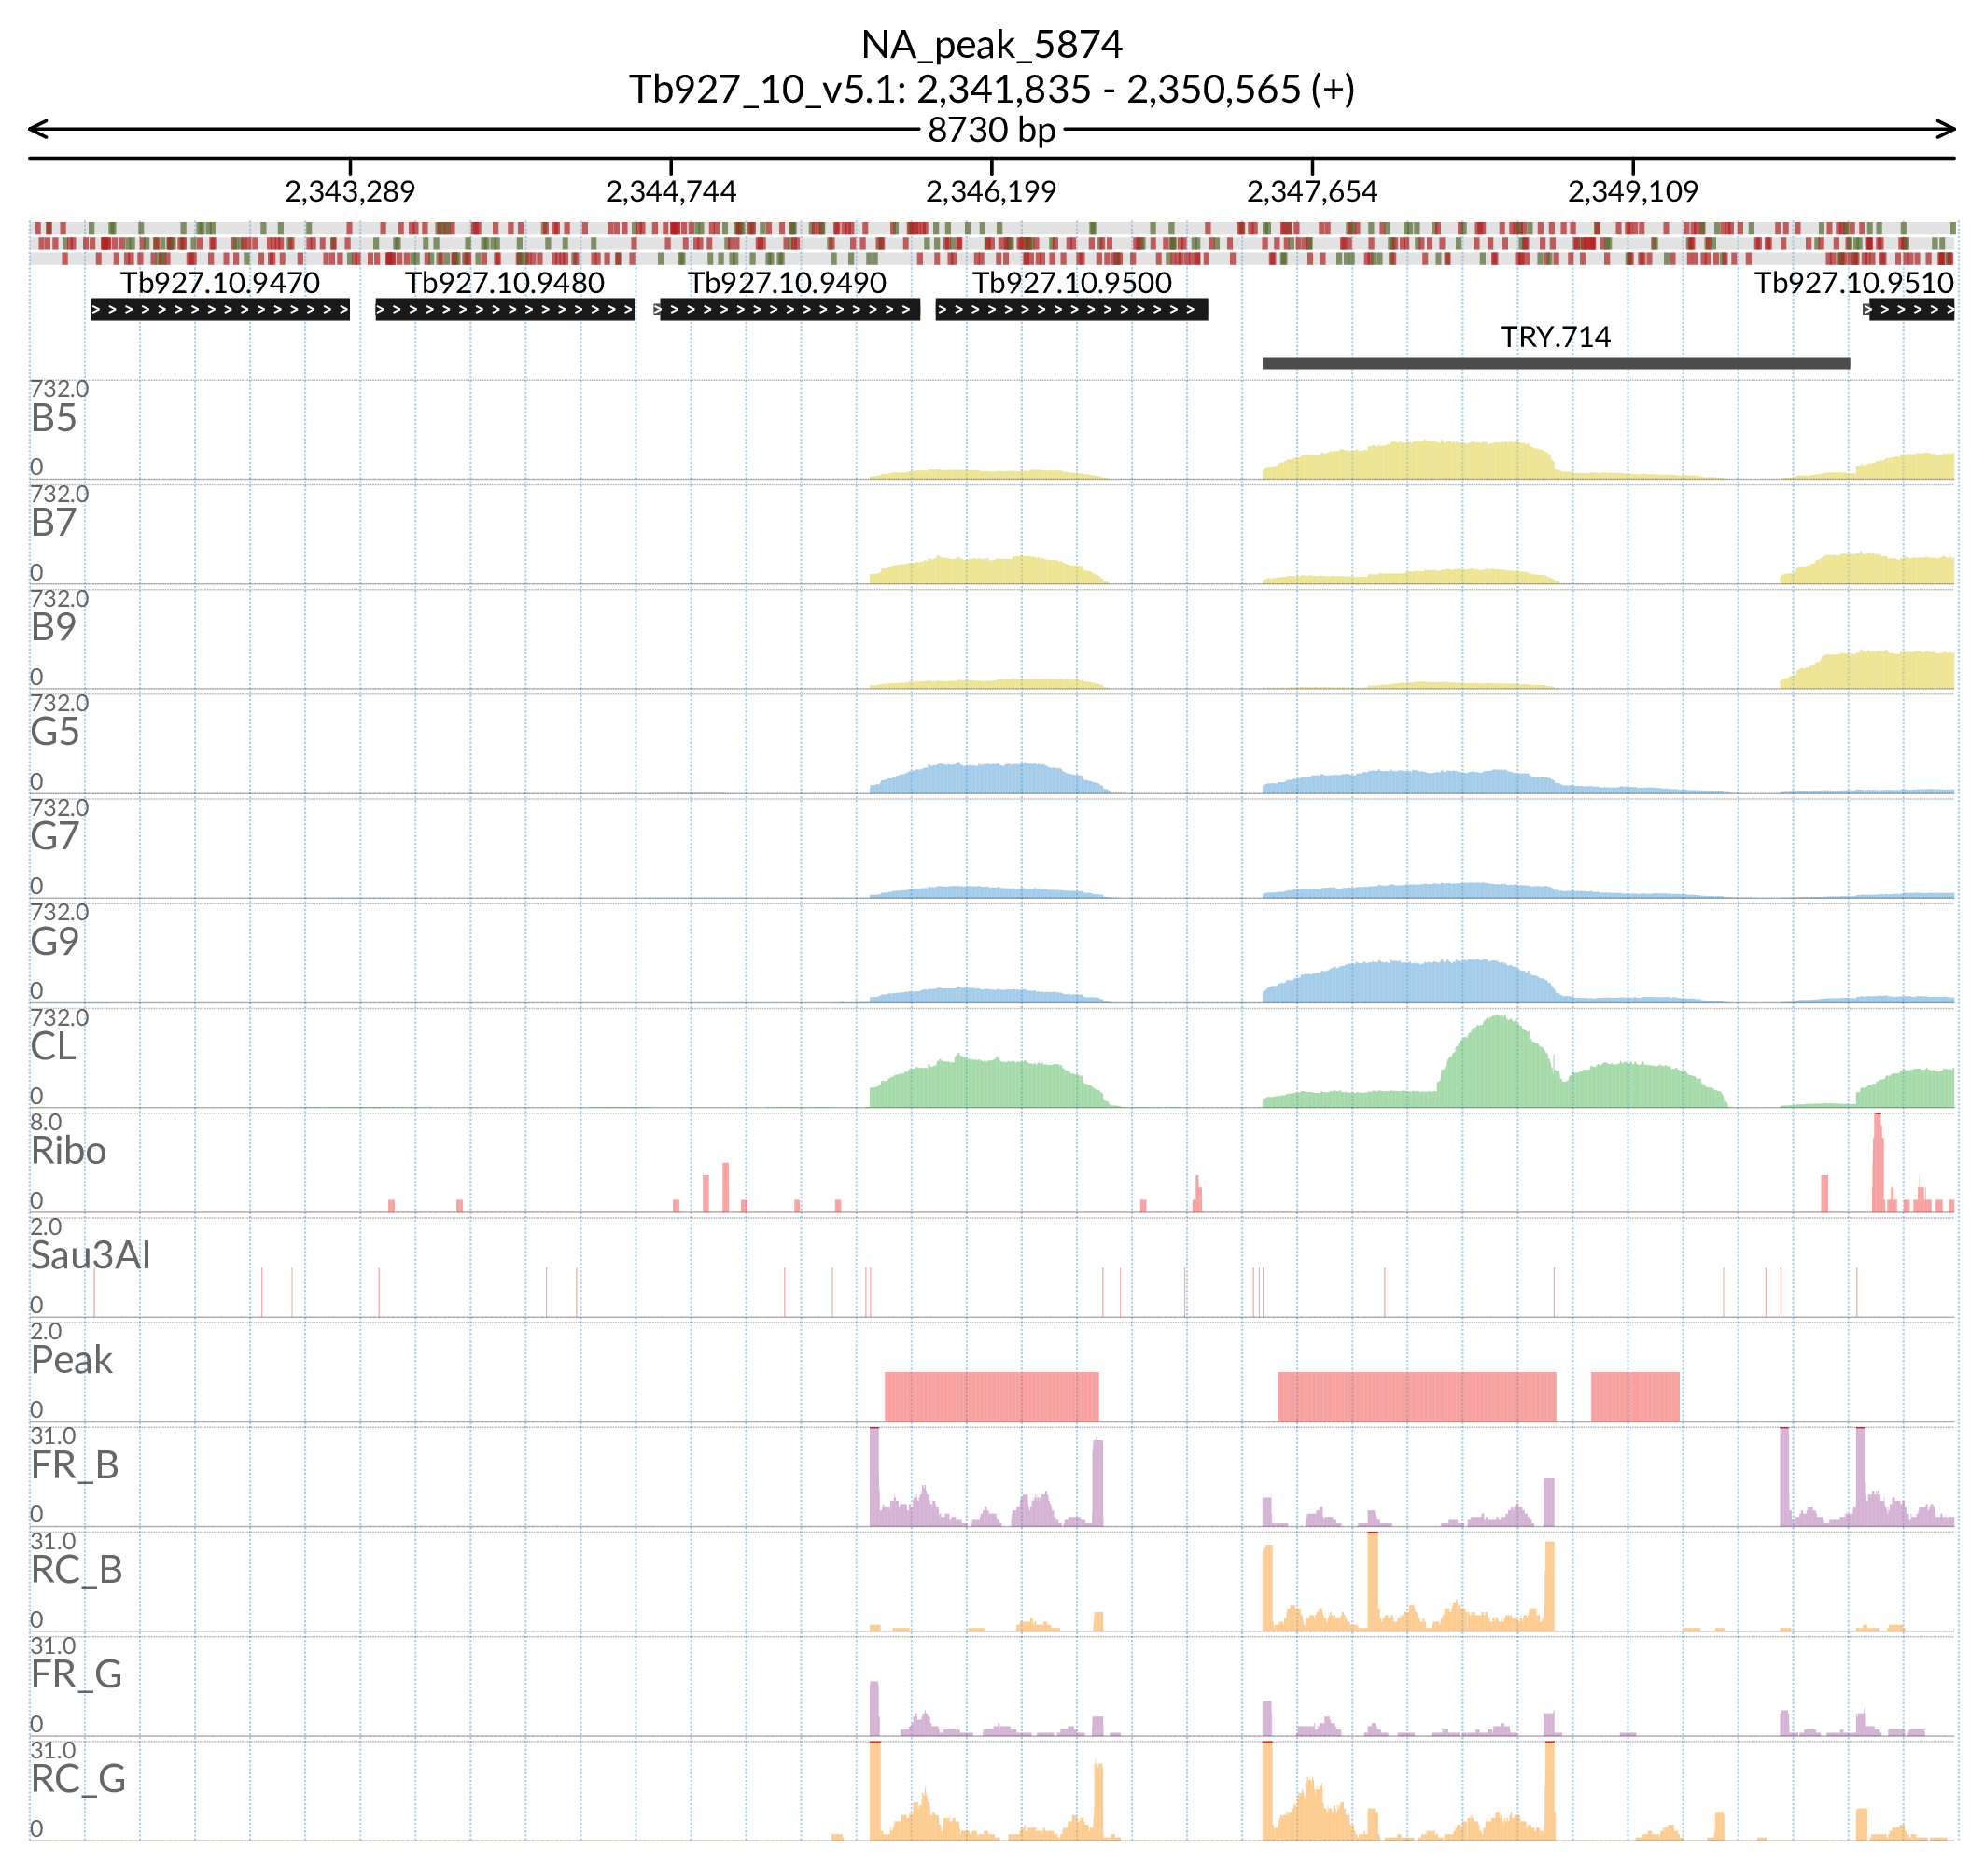 NA_peak_5874
Tb927_10_v5.1: 2,341,835 - 2,350,565 (+)
8730 bp
2,343,289 2,344,744 2,346,199 2,347,654 2,349,109
Tb927.10.9470 Tb927.10.9480 Tb927.10.9490 Tb927.10.9500 Tb927.10.9510
TRY.714
732.0
B5
0
732.0
B7
0
732.0
B9
0
732.0
G5
0
732.0
G7
0
732.0
G9
0
732.0
CL
0
8.0
Ribo
0
2.0
Sau3AI
0
2.0
Peak
0
31.0
FR_B
0
31.0
RC_B
0
31.0
FR_G
0
31.0
RC_G
0